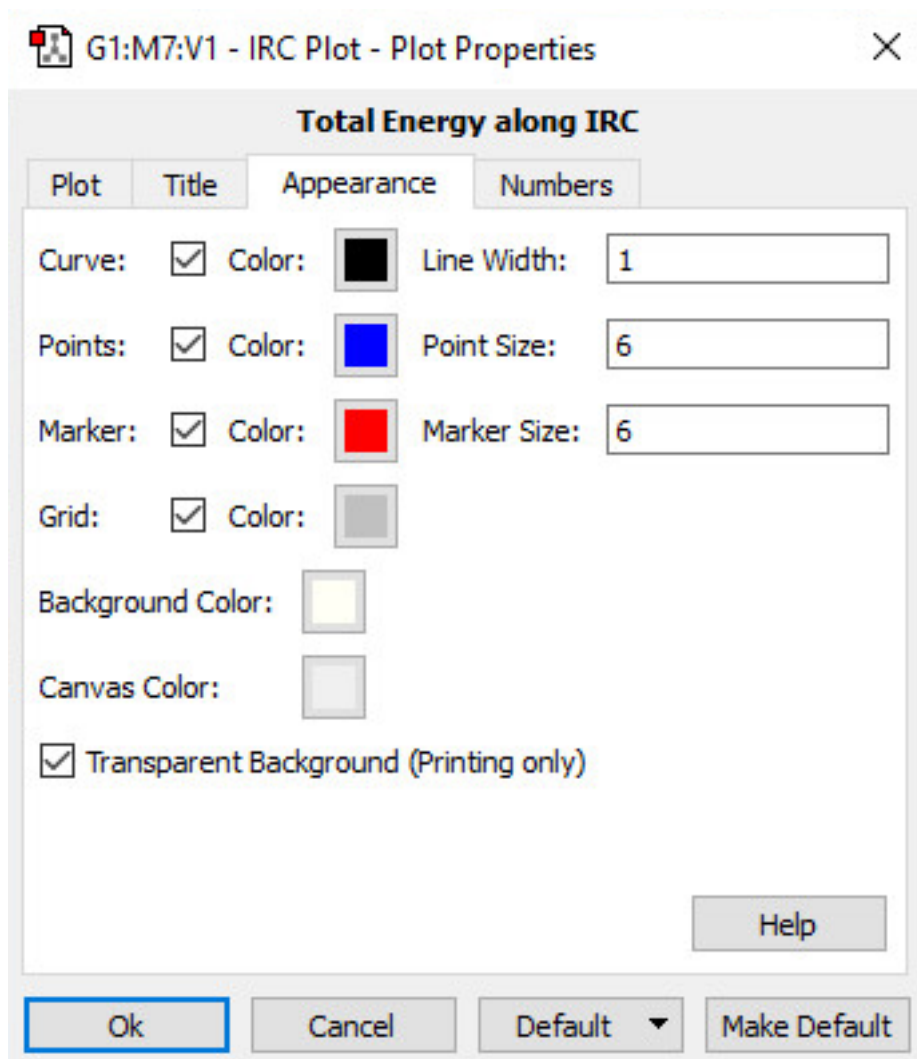 G1:M7:V1 - IRC Plot - Plot Properties
Total Energy along IRC
Plot Title Appearance Numbers
Curve: Color: Line Width: 1
Points: Color: Point Size: 6
Marker: Color: Marker Size: 6
Grid: Color:
Background Color:
Canvas Color:
Transparent Background (Printing only)
Help
Ok Cancel Default Make Default